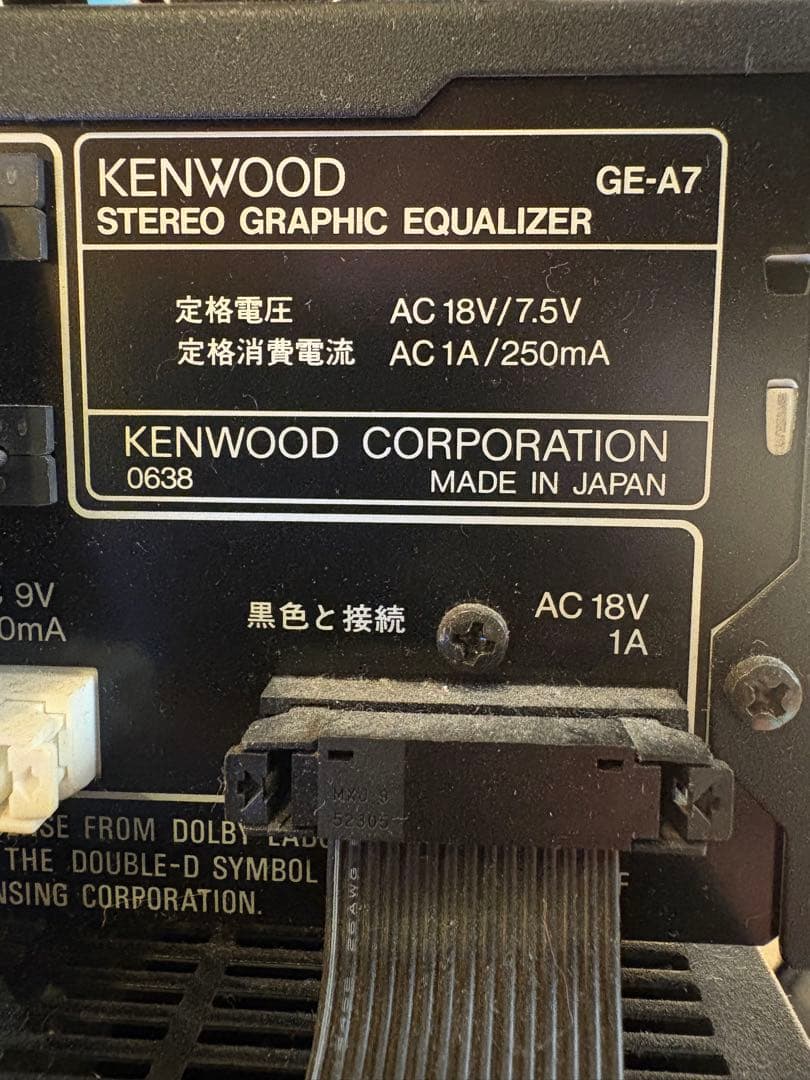 KENWOOD GE-A7
STEREO GRAPHIC EQUALIZER
定格電圧 AC 18V/7.5V
定格消費電流 AC 1A/250mA
KENWOOD CORPORATION
0638 MADE IN JAPAN
9V
0mA
黒色と接続
AC 18V
1A
52305
SE FROM DOLBY
THE DOUBLE-D SYMBOL
NSING CORPORATION.
26AWG